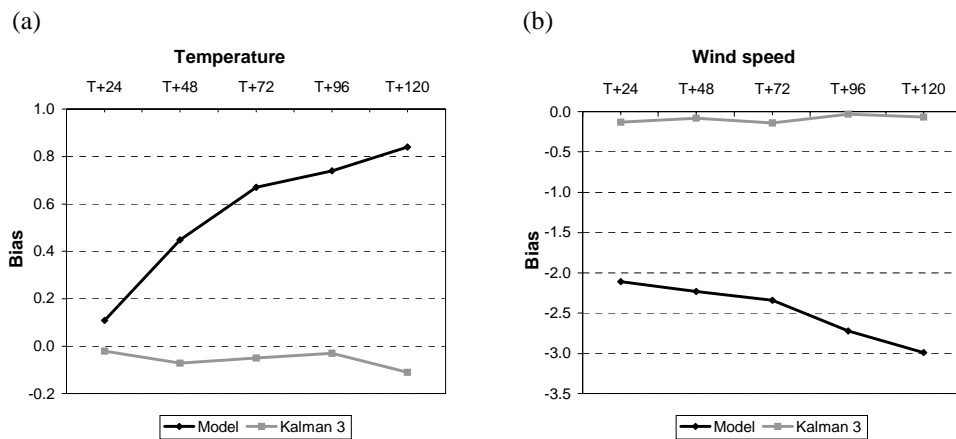 (a)
Temperature
T+24 T+48 T+72 T+96 T+120
1.0
0.8
0.6
0.4
0.2
0.0
-0.2
Bias
Model Kalman 3
(b)
Wind speed
T+24 T+48 T+72 T+96 T+120
0.0
-0.5
-1.0
-1.5
-2.0
-2.5
-3.0
-3.5
Bias
Model Kalman 3